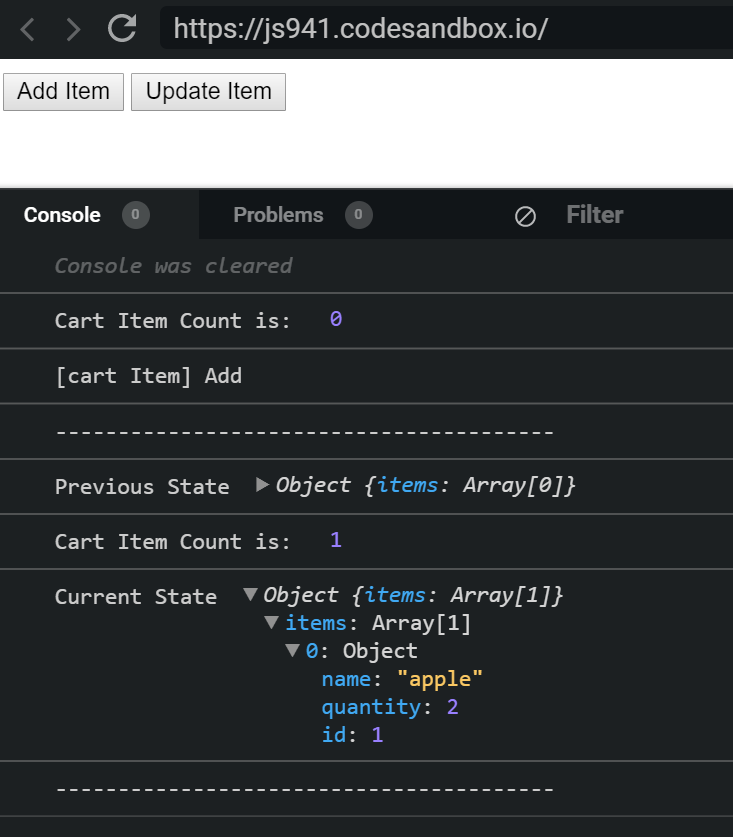 https://js941.codesandbox.io/
Add Item Update Item
Console 0 Problems 0 Filter
Console was cleared
Cart Item Count is: 0
[cart Item] Add
----------------------------------------
Previous State ▶Object {items: Array[0]}
Cart Item Count is: 1
Current State ▼Object {items: Array[1]}
▼items: Array[1]
▼0: Object
name: "apple"
quantity: 2
id: 1
----------------------------------------